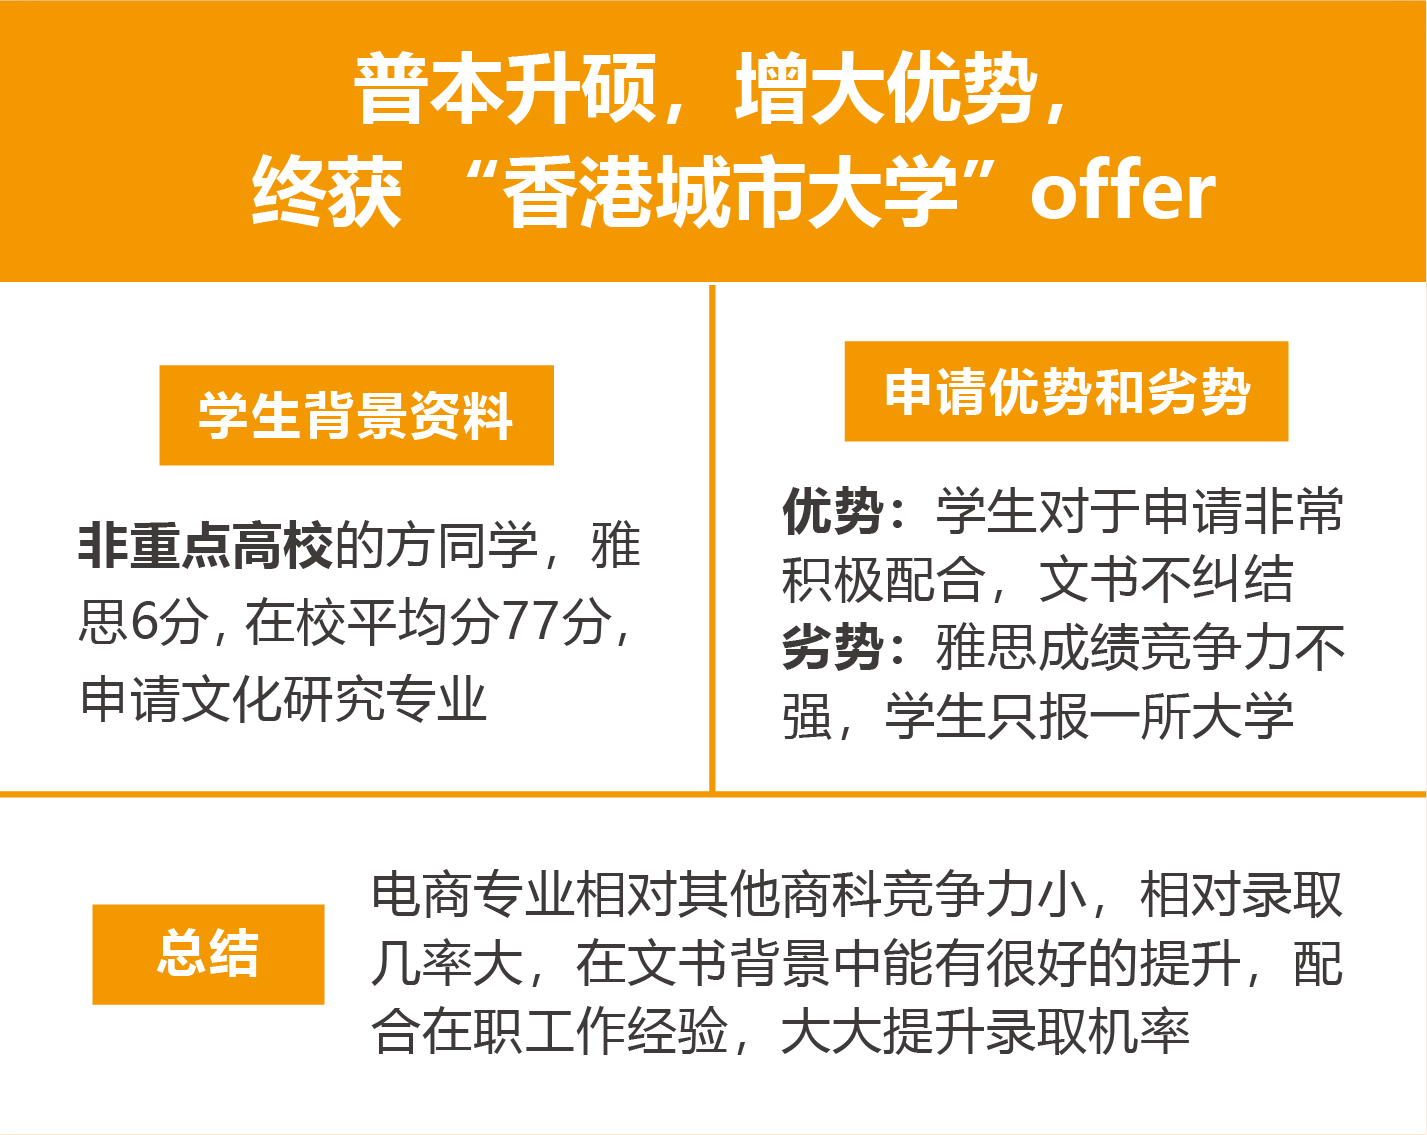 普本升硕，增大优势，
终获 “香港城市大学”offer
学生背景资料
非重点高校的方同学，雅
思6分, 在校平均分77分，
申请文化研究专业
申请优势和劣势
优势：学生对于申请非常
积极配合，文书不纠结
劣势：雅思成绩竞争力不
强，学生只报一所大学
总结
电商专业相对其他商科竞争力小，相对录取
几率大，在文书背景中能有很好的提升，配
合在职工作经验，大大提升录取机率